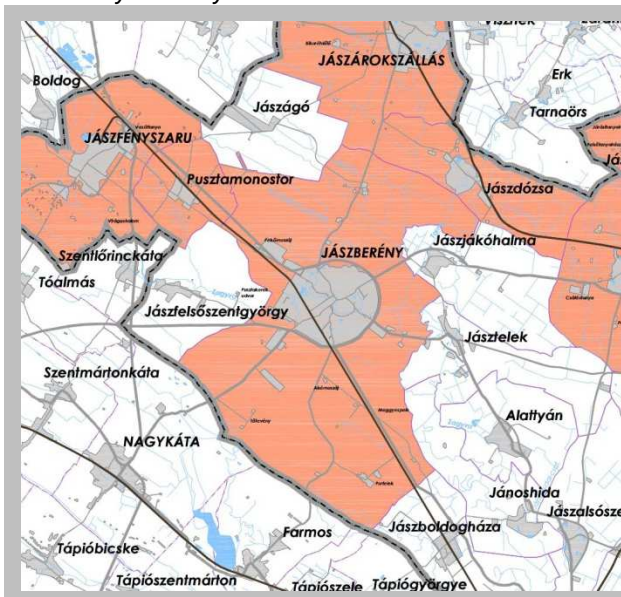 Visznek
JÁSZÁROKSZÁLLÁS
Boldog
Erk
Jászágó
Tarnaörs
JÁSZFÉNYSZARU
Pusztamonostor
Jászdózsa
JÁSZBERÉNY
Jászjákóhalma
Szentlőrinckáta
Tóalmás
Jászfelsőszentgyörgy
Jásztelek
Szentmártonkáta
Alattyán
NAGYKÁTA
Jánoshida
Jászalsósze
Jászboldogháza
Farmos
Tápióbicske
Tápiószentmárton
Tápiószele
Tápiógyörgye